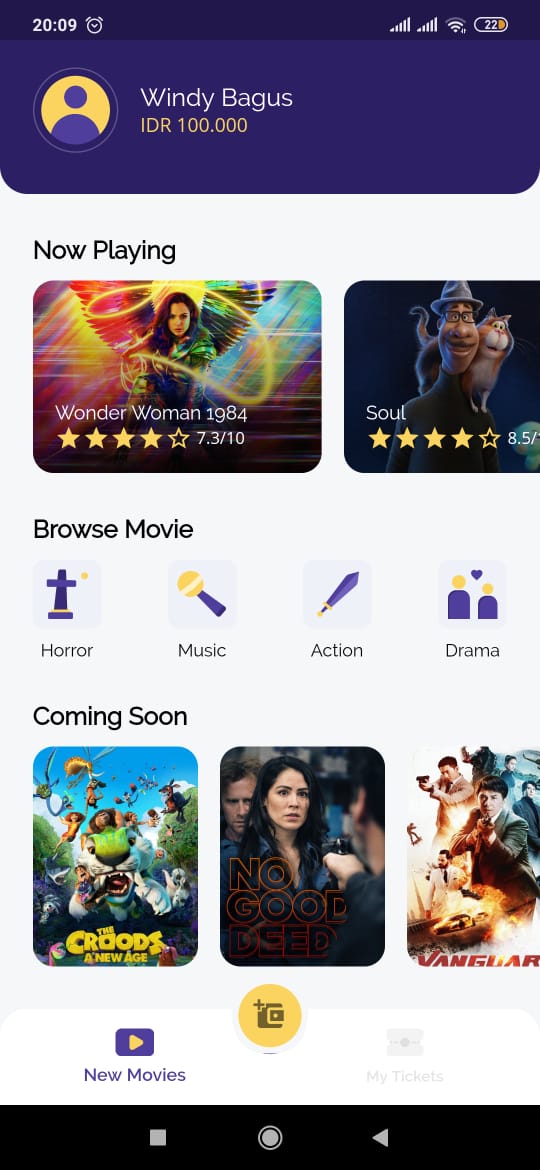 20:09
22
Windy Bagus
IDR 100.000
Now Playing
Wonder Woman 1984
7.3/10
Soul
8.5/
Browse Movie
Horror
Music
Action
Drama
Coming Soon
THE
CROODS
A NEW AGE
NO
GOOD
DEED
VANGUAR
New Movies
My Tickets